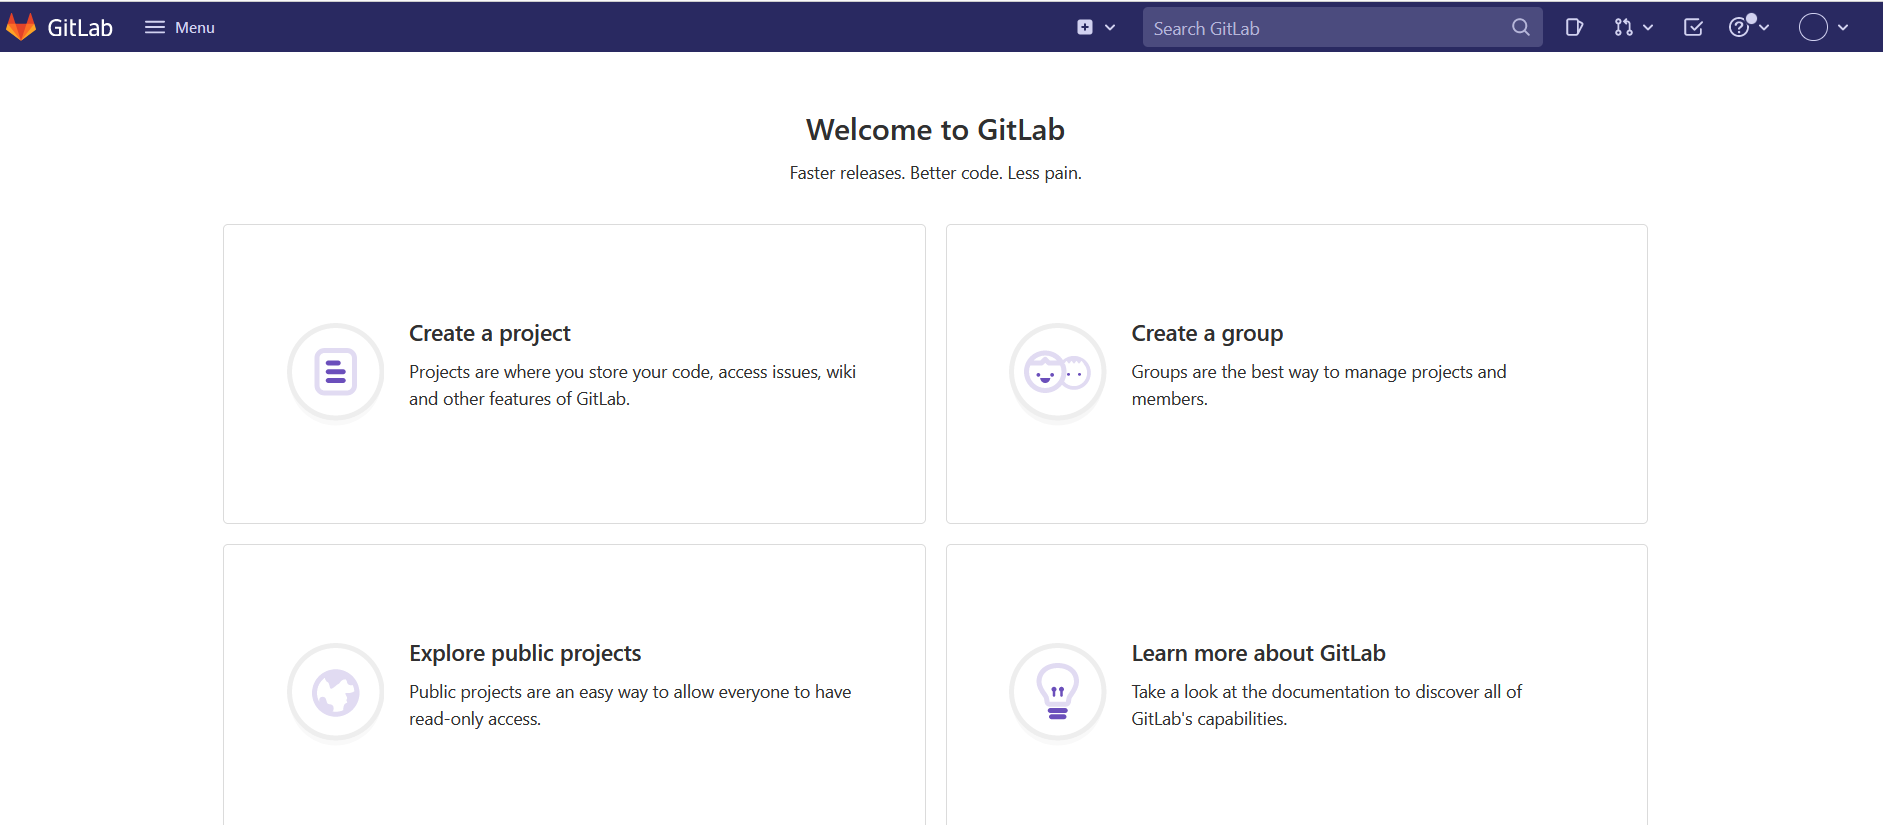 GitLab
Menu
Search GitLab
Welcome to GitLab
Faster releases. Better code. Less pain.
Create a project
Projects are where you store your code, access issues, wiki
and other features of GitLab.
Create a group
Groups are the best way to manage projects and
members.
Explore public projects
Public projects are an easy way to allow everyone to have
read-only access.
Learn more about GitLab
Take a look at the documentation to discover all of
GitLab's capabilities.